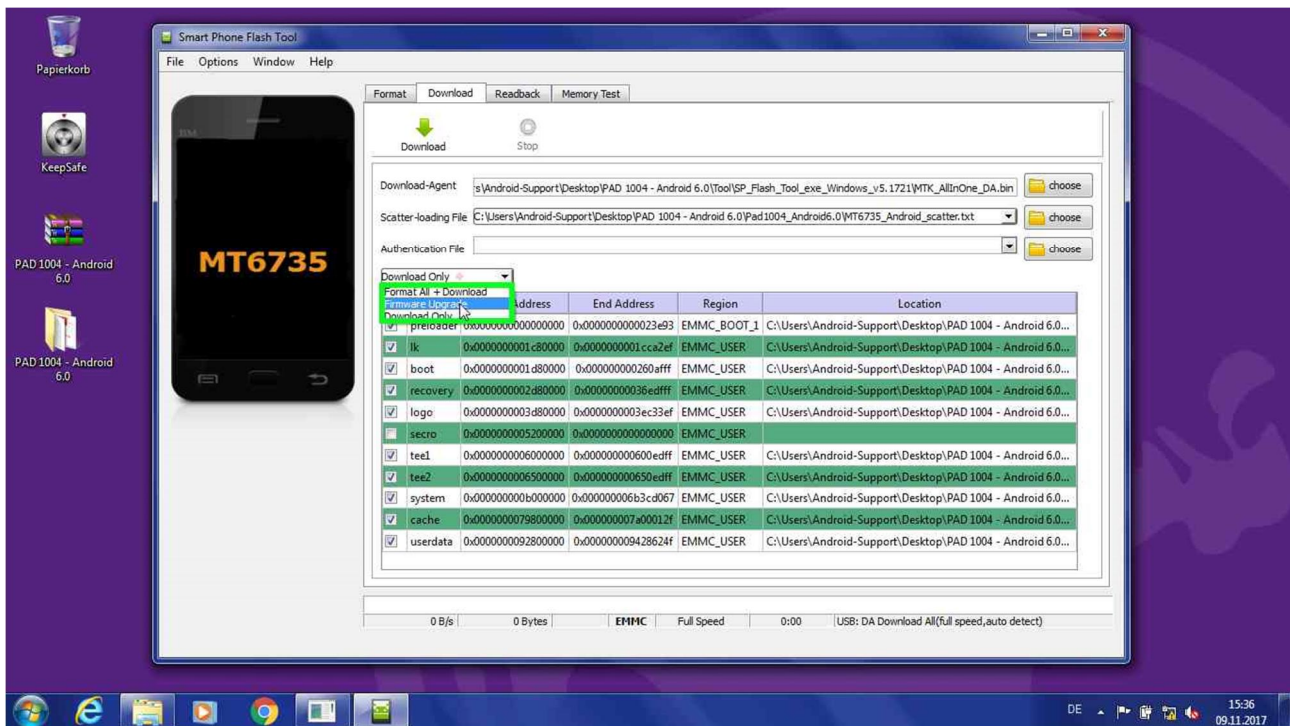 Papierkorb
KeepSafe
PAD 1004 - Android
6.0
PAD 1004 - Android
6.0
Smart Phone Flash Tool
File Options Window Help
BM
MT6735
Format Download Readback Memory Test
Download Stop
Download-Agent s\Android-Support\Desktop\PAD 1004 - Android 6.0\Tool\SP_Flash_Tool_exe_Windows_v5.1721\MTK_AllInOne_DA.bin choose
Scatter-loading File C:\Users\Android-Support\Desktop\PAD 1004 - Android 6.0\Pad1004_Android6.0\MT6735_Android_scatter.txt choose
Authentication File choose
Download Only
Format All + Download
Firmware Upgrade
Download Only
Address End Address Region Location
preloader 0x0000000000000000 0x0000000000023e93 EMMC_BOOT_1 C:\Users\Android-Support\Desktop\PAD 1004 - Android 6.0...
lk 0x0000000001c80000 0x0000000001cca2ef EMMC_USER C:\Users\Android-Support\Desktop\PAD 1004 - Android 6.0...
boot 0x0000000001d80000 0x000000000260afff EMMC_USER C:\Users\Android-Support\Desktop\PAD 1004 - Android 6.0...
recovery 0x0000000002d80000 0x00000000036edfff EMMC_USER C:\Users\Android-Support\Desktop\PAD 1004 - Android 6.0...
logo 0x0000000003d80000 0x0000000003ec33ef EMMC_USER C:\Users\Android-Support\Desktop\PAD 1004 - Android 6.0...
secro 0x0000000005200000 0x0000000000000000 EMMC_USER
tee1 0x0000000006000000 0x000000000600edff EMMC_USER C:\Users\Android-Support\Desktop\PAD 1004 - Android 6.0...
tee2 0x0000000006500000 0x000000000650edff EMMC_USER C:\Users\Android-Support\Desktop\PAD 1004 - Android 6.0...
system 0x000000000b000000 0x000000006b3cd067 EMMC_USER C:\Users\Android-Support\Desktop\PAD 1004 - Android 6.0...
cache 0x0000000079800000 0x000000007a00012f EMMC_USER C:\Users\Android-Support\Desktop\PAD 1004 - Android 6.0...
userdata 0x0000000092800000 0x000000009428624f EMMC_USER C:\Users\Android-Support\Desktop\PAD 1004 - Android 6.0...
0 B/s 0 Bytes EMMC Full Speed 0:00 USB: DA Download All(full speed,auto detect)
DE 15:36
09.11.2017